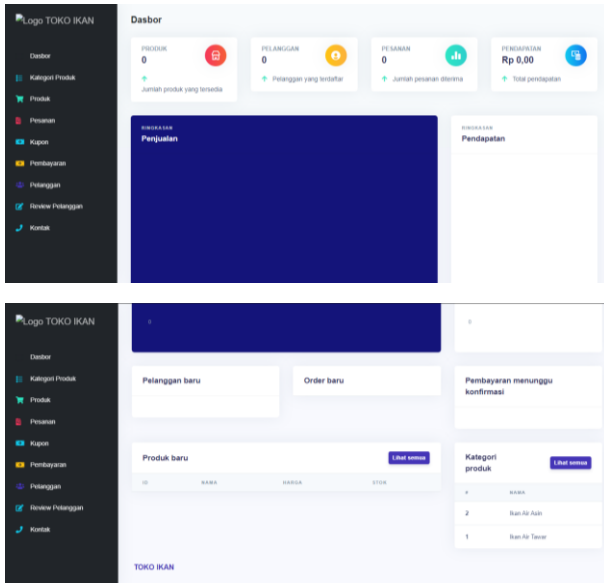 Logo TOKO IKAN
Dasbor
Kategori Produk
Produk
Pesanan
Kupon
Pembayaran
Pelanggan
Review Pelanggan
Kontak
Dasbor
PRODUK
0
Jumlah produk yang tersedia
PELANGGAN
0
Pelanggan yang terdaftar
PESANAN
0
Jumlah pesanan diterima
PENDAPATAN
Rp 0,00
Total pendapatan
RINGKASAN
Penjualan
RINGKASAN
Pendapatan
Logo TOKO IKAN
Dasbor
Kategori Produk
Produk
Pesanan
Kupon
Pembayaran
Pelanggan
Review Pelanggan
Kontak
0
0
Pelanggan baru
Order baru
Pembayaran menunggu
konfirmasi
Produk baru
Lihat semua
ID NAMA HARGA STOK
Kategori
produk
Lihat semua
# NAMA
2 Ikan Air Asin
1 Ikan Air Tawar
TOKO IKAN